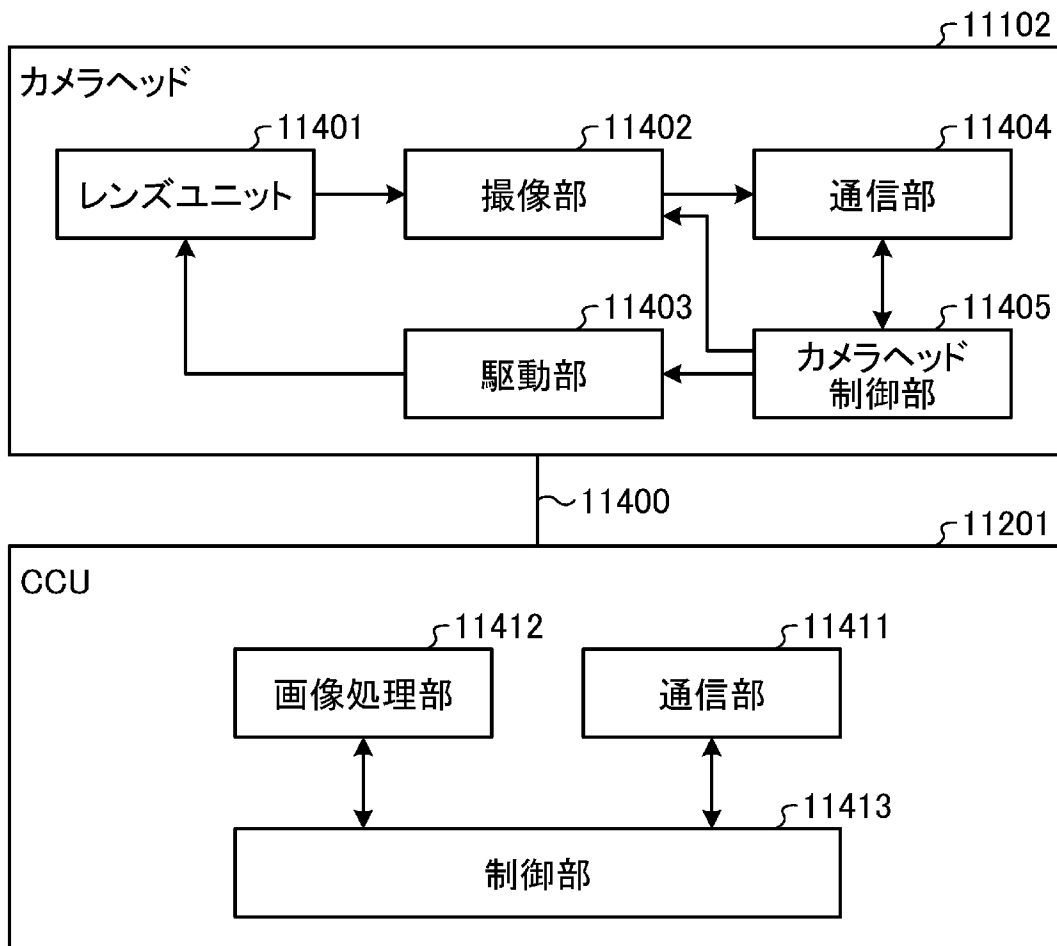 11102
カメラヘッド
11401
11402
11404
レンズユニット
撮像部
通信部
11403
11405
駆動部
カメラヘッド
制御部
11400
11201
CCU
11412
11411
画像処理部
通信部
11413
制御部